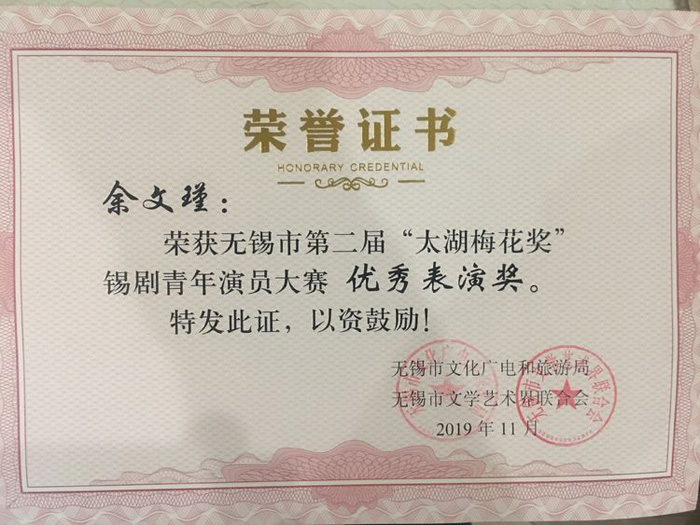 荣誉证书
HONORARY CREDENTIAL
余文瑾：
荣获无锡市第二届“太湖梅花奖”
锡剧青年演员大赛 优秀表演奖。
特发此证，以资鼓励！
无锡市文化广电和旅游局
无锡市文学艺术界联合会
2019 年 11 月